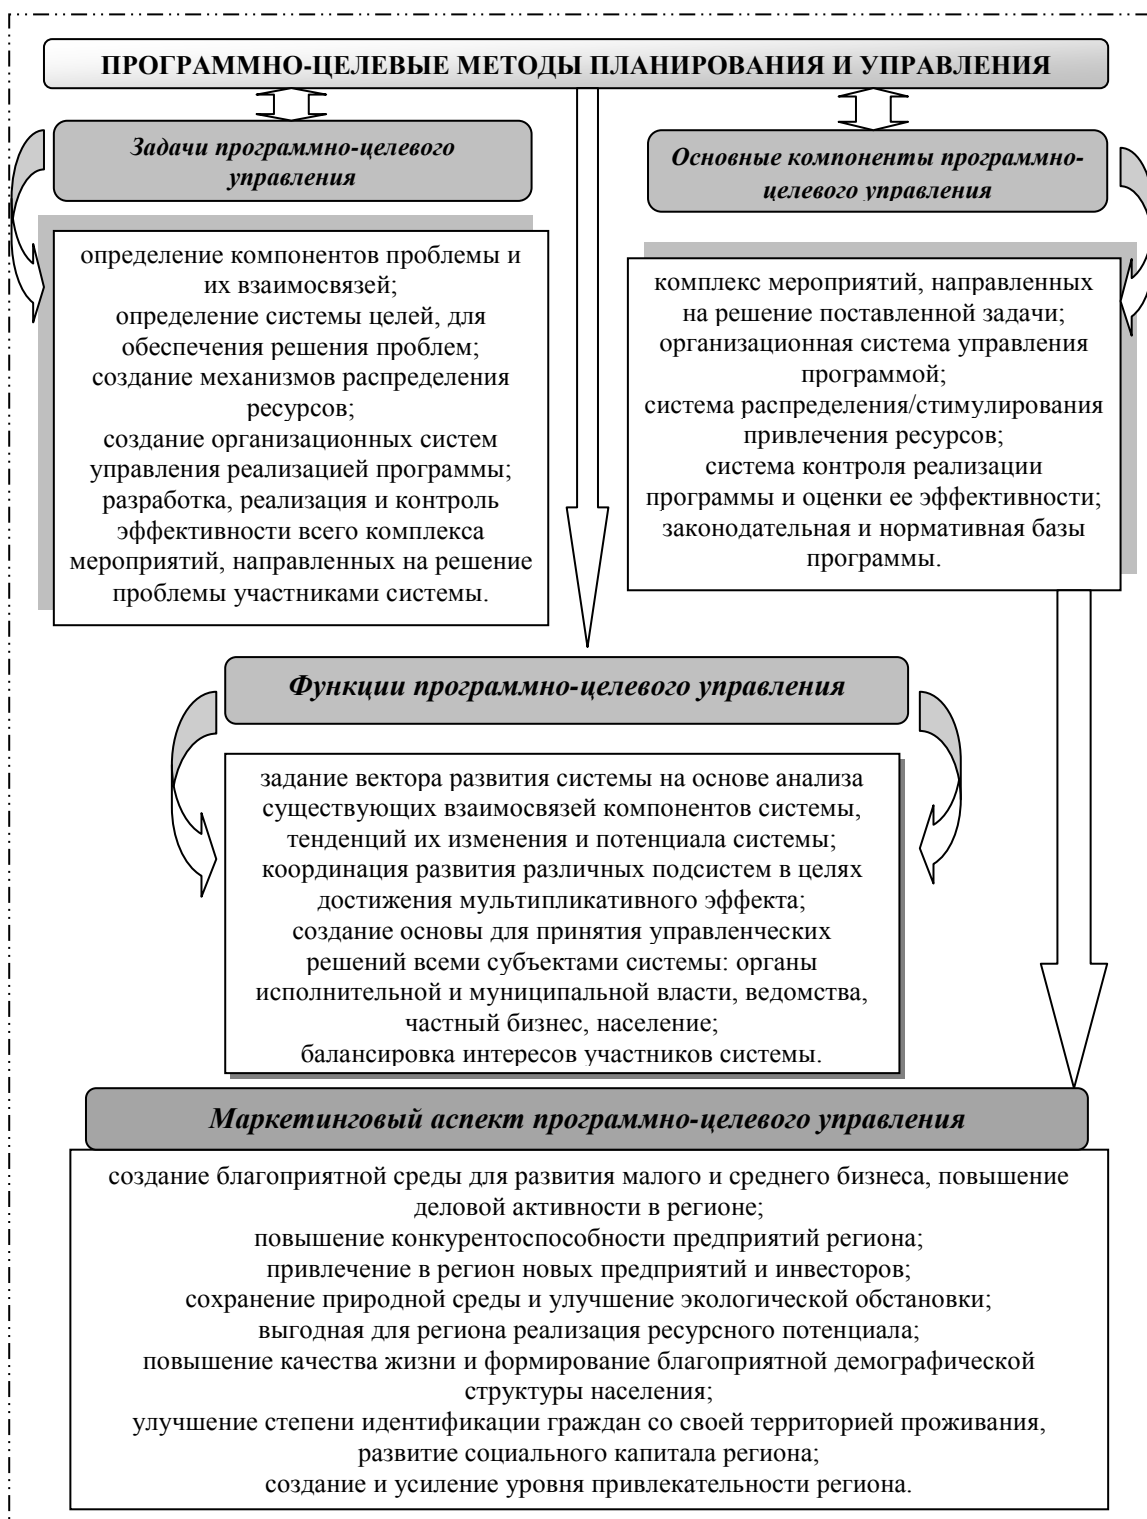 ПРОГРАММНО-ЦЕЛЕВЫЕ МЕТОДЫ ПЛАНИРОВАНИЯ И УПРАВЛЕНИЯ
Задачи программно-целевого
управления
определение компонентов проблемы и
их взаимосвязей;
определение системы целей, для
обеспечения решения проблем;
создание механизмов распределения
ресурсов;
создание организационных систем
управления реализацией программы;
разработка, реализация и контроль
эффективности всего комплекса
мероприятий, направленных на решение
проблемы участниками системы.
Основные компоненты программно-
целевого управления
комплекс мероприятий, направленных
на решение поставленной задачи;
организационная система управления
программой;
система распределения/стимулирования
привлечения ресурсов;
система контроля реализации
программы и оценки ее эффективности;
законодательная и нормативная базы
программы.
Функции программно-целевого управления
задание вектора развития системы на основе анализа
существующих взаимосвязей компонентов системы,
тенденций их изменения и потенциала системы;
координация развития различных подсистем в целях
достижения мультипликативного эффекта;
создание основы для принятия управленческих
решений всеми субъектами системы: органы
исполнительной и муниципальной власти, ведомства,
частный бизнес, население;
балансировка интересов участников системы.
Маркетинговый аспект программно-целевого управления
создание благоприятной среды для развития малого и среднего бизнеса, повышение
деловой активности в регионе;
повышение конкурентоспособности предприятий региона;
привлечение в регион новых предприятий и инвесторов;
сохранение природной среды и улучшение экологической обстановки;
выгодная для региона реализация ресурсного потенциала;
повышение качества жизни и формирование благоприятной демографической
структуры населения;
улучшение степени идентификации граждан со своей территорией проживания,
развитие социального капитала региона;
создание и усиление уровня привлекательности региона.